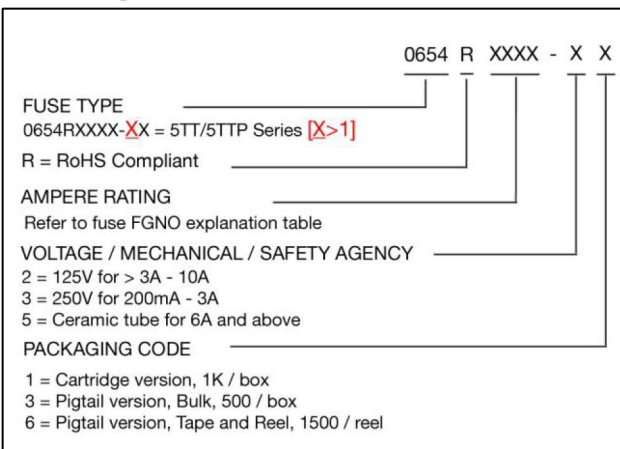 0654 R XXXX - X X
FUSE TYPE
0654RXXXX-XX = 5TT/5TTP Series [X>1]
R = RoHS Compliant
AMPERE RATING
Refer to fuse FGNO explanation table
VOLTAGE / MECHANICAL / SAFETY AGENCY
2 = 125V for > 3A - 10A
3 = 250V for 200mA - 3A
5 = Ceramic tube for 6A and above
PACKAGING CODE
1 = Cartridge version, 1K / box
3 = Pigtail version, Bulk, 500 / box
6 = Pigtail version, Tape and Reel, 1500 / reel